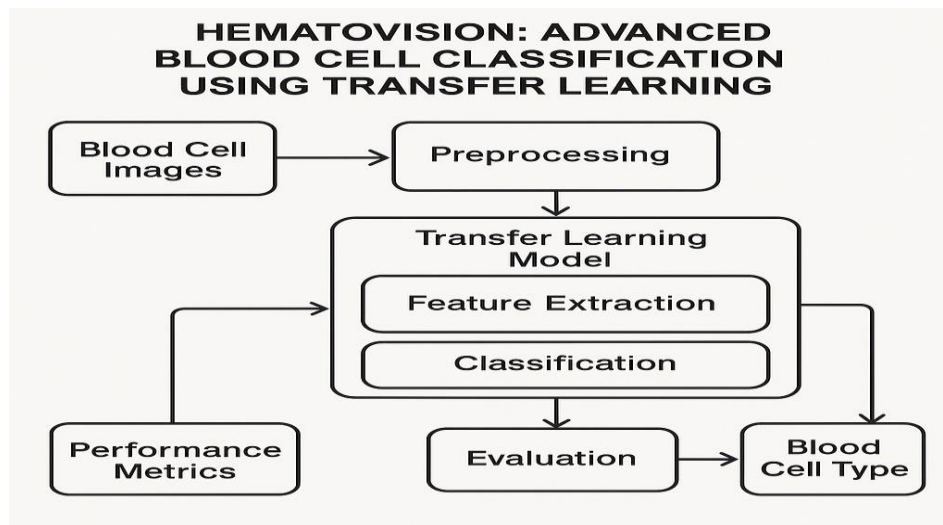 HEMATOVISION: ADVANCED
BLOOD CELL CLASSIFICATION
USING TRANSFER LEARNING
Blood Cell
Images
Preprocessing
Transfer Learning
Model
Feature Extraction
Classification
Performance
Metrics
Evaluation
Blood
Cell Type